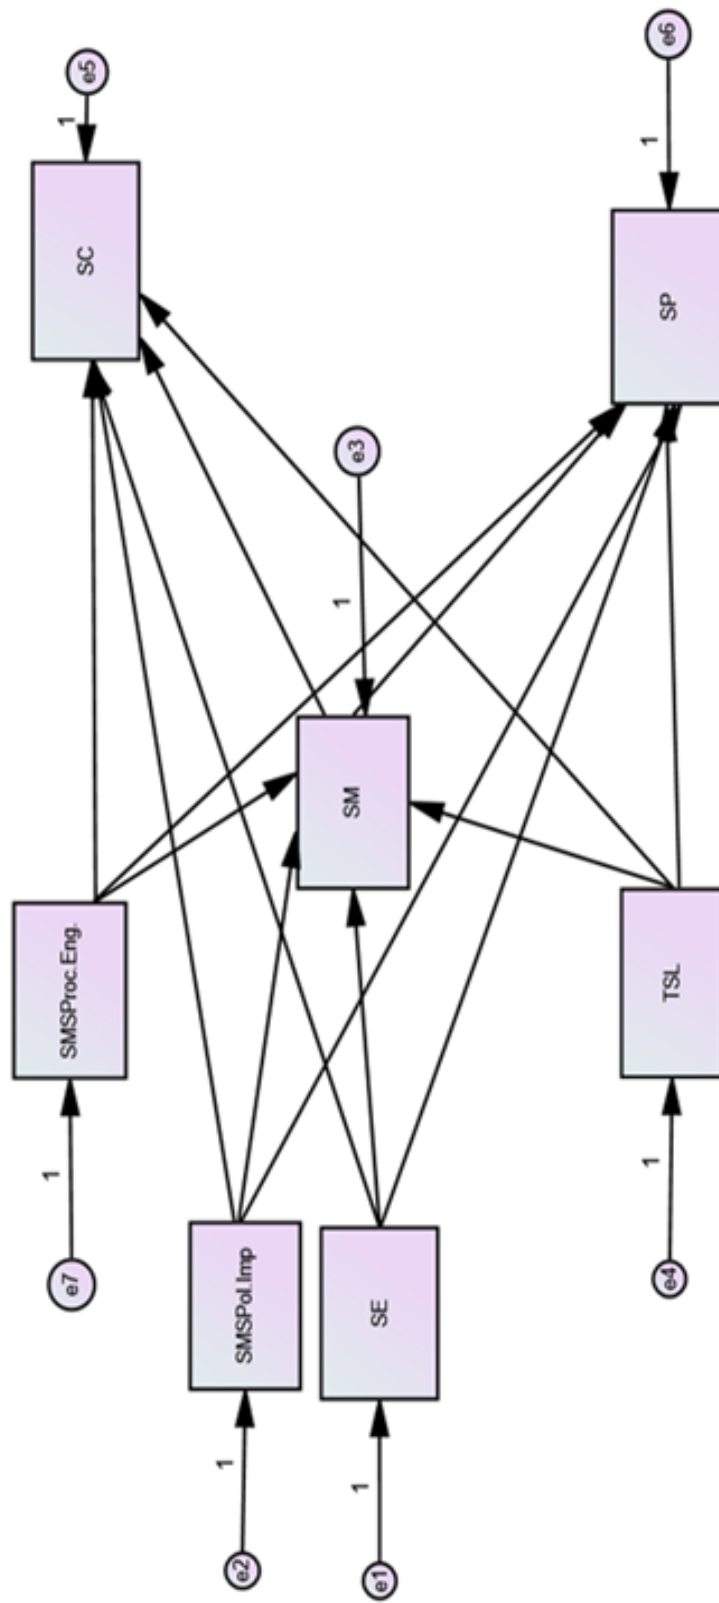 e7
1
SMSProc.Eng.
SC
1
e5
e2
1
SMSPol.Imp
e1
1
SE
SM
1
e3
e4
1
TSL
SP
1
e6